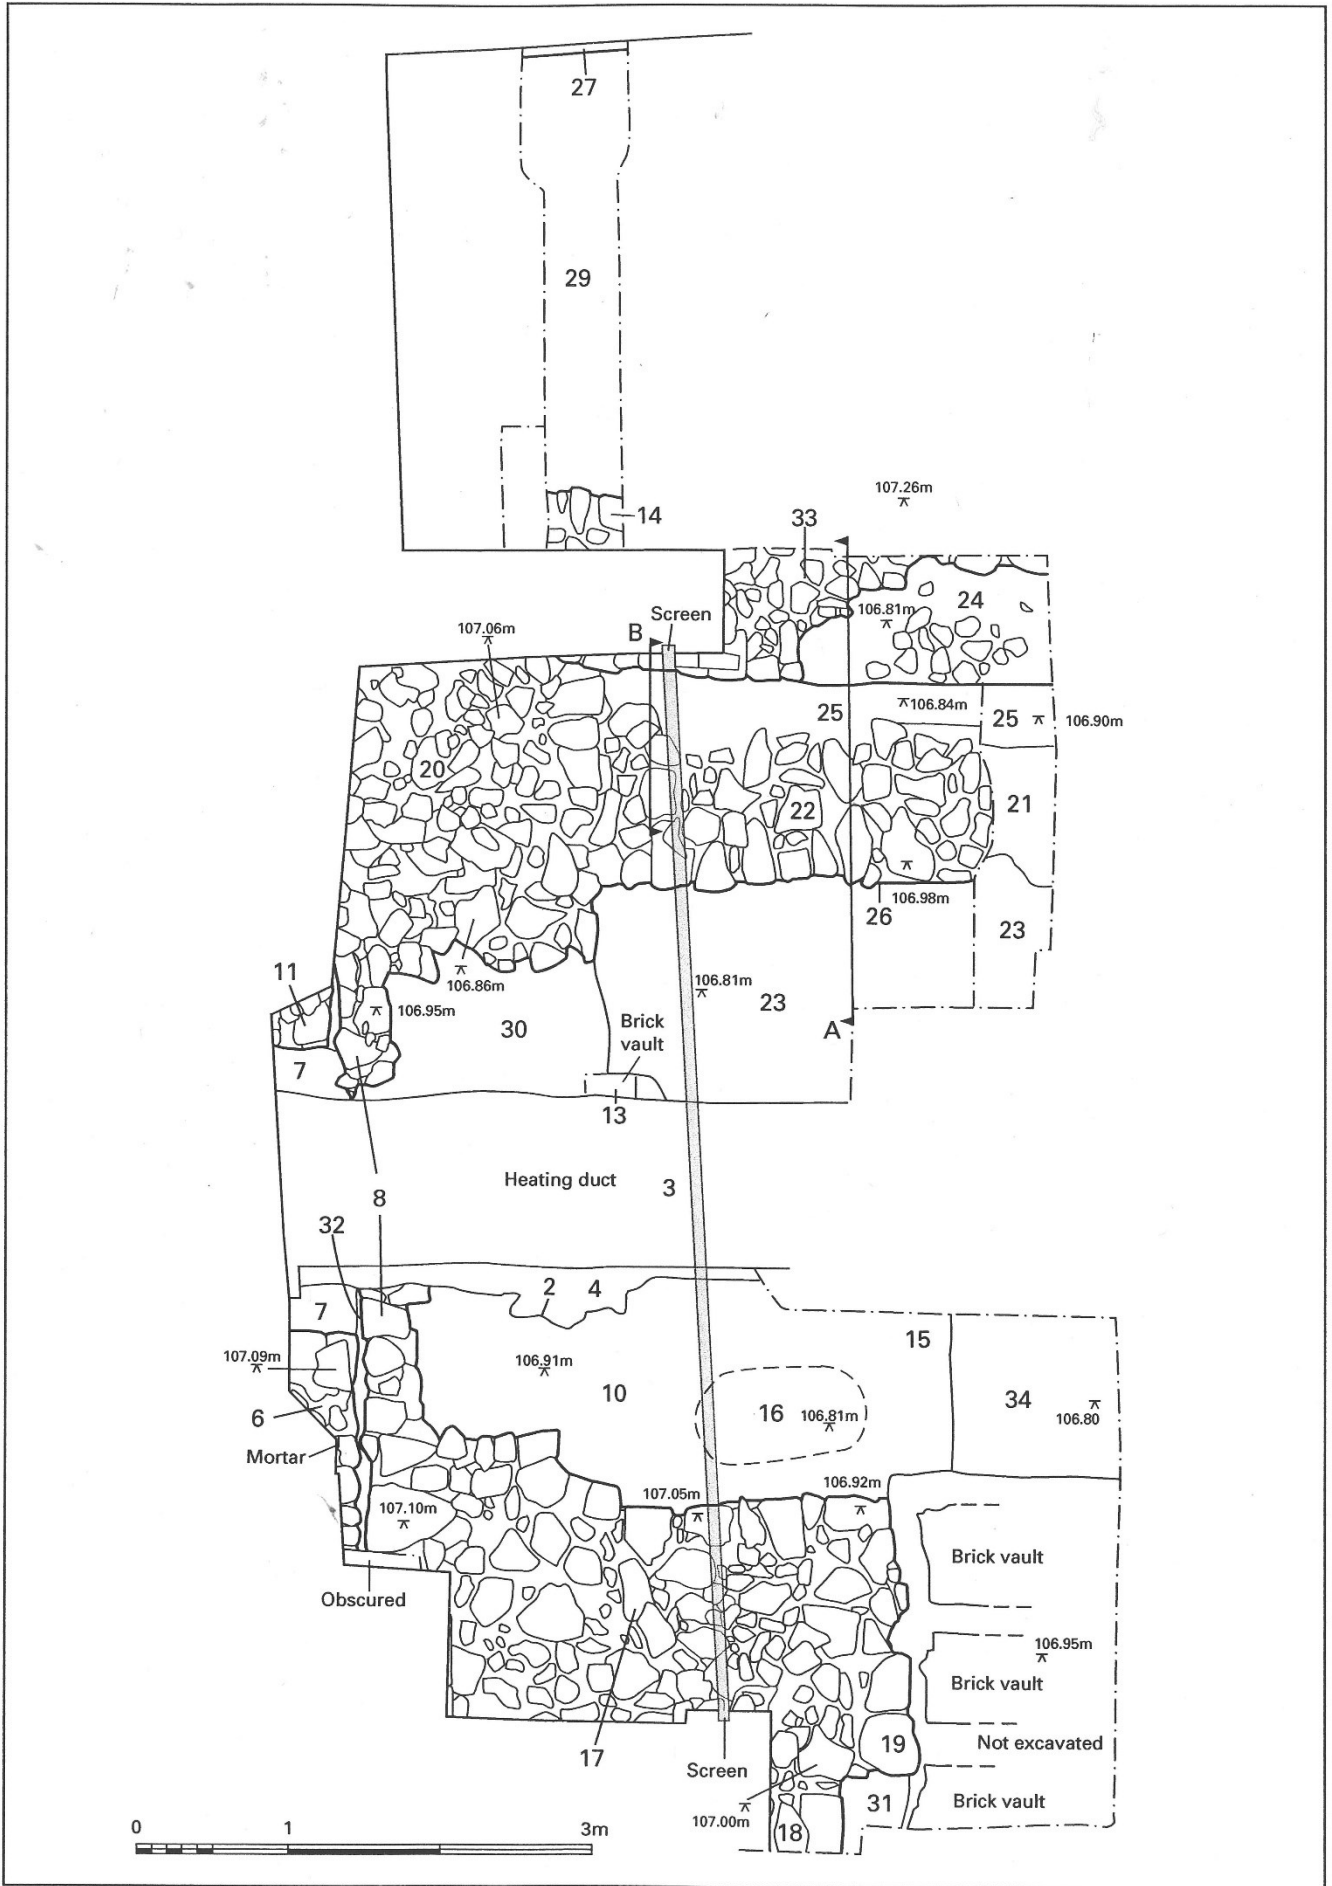 27
29
107.26m
14
33
Screen
106.81m
24
B
107.06m
25
106.84m
25
106.90m
20
22
21
26
106.98m
23
11
106.86m
106.81m
23
106.95m
30
Brick
vault
A
7
13
Heating duct
3
8
32
2
4
7
15
107.09m
106.91m
10
16
106.81m
34
106.80
6
Mortar
107.05m
106.92m
107.10m
Brick vault
Obscured
106.95m
Brick vault
17
19
Not excavated
Screen
31
Brick vault
107.00m
18
0
1
3m